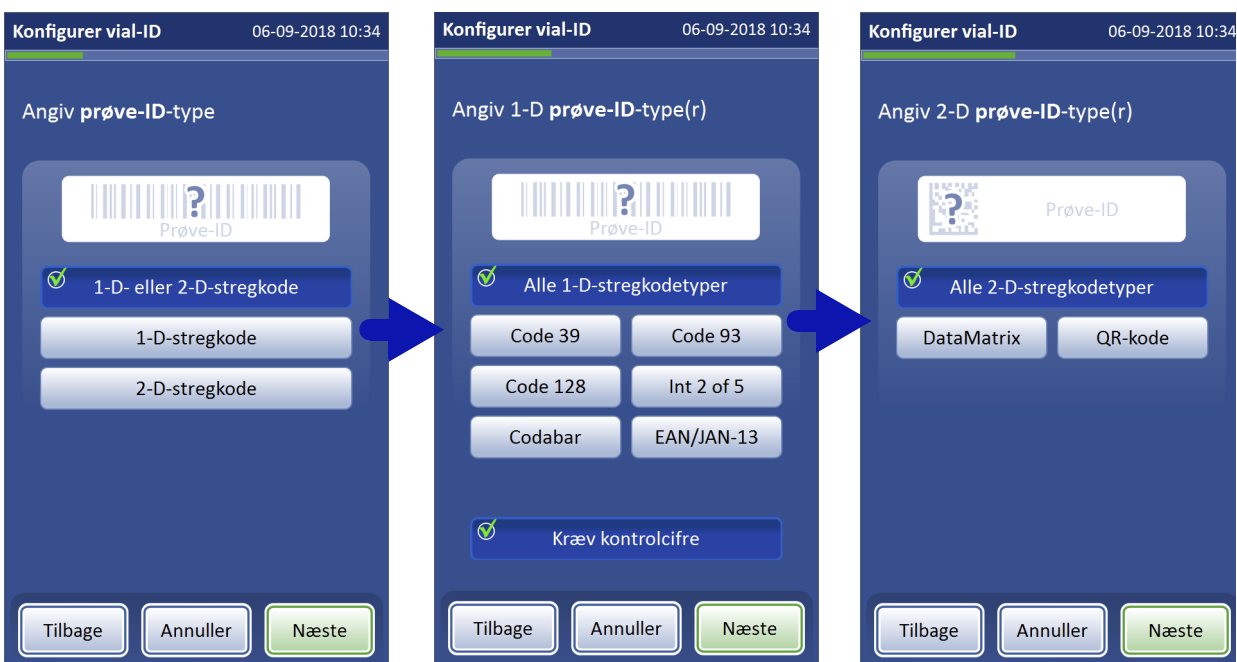 Konfigurer vial-ID 06-09-2018 10:34
Angiv prøve-ID-type
?
Prøve-ID
1-D- eller 2-D-stregkode
1-D-stregkode
2-D-stregkode
Tilbage Annuller Næste
Konfigurer vial-ID 06-09-2018 10:34
Angiv 1-D prøve-ID-type(r)
?
Prøve-ID
Alle 1-D-stregkodetyper
Code 39 Code 93
Code 128 Int 2 of 5
Codabar EAN/JAN-13
Kræv kontrolcifre
Tilbage Annuller Næste
Konfigurer vial-ID 06-09-2018 10:34
Angiv 2-D prøve-ID-type(r)
? Prøve-ID
Alle 2-D-stregkodetyper
DataMatrix QR-kode
Tilbage Annuller Næste